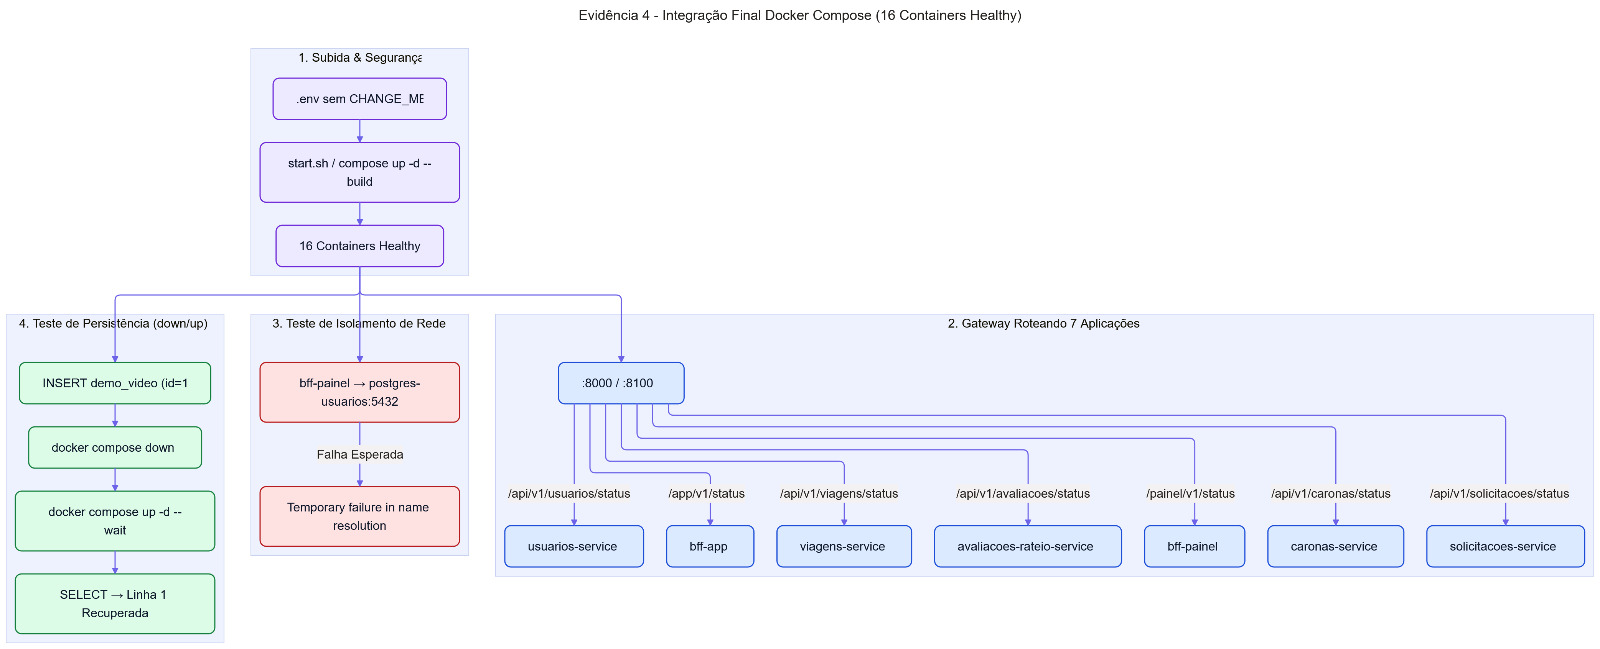 Evidência 4 - Integração Final Docker Compose (16 Containers Healthy)
1. Subida & Segurança
.env sem CHANGE_ME
start.sh / compose up -d --
build
16 Containers Healthy
4. Teste de Persistência (down/up)
INSERT demo_video (id=1
docker compose down
docker compose up -d --
wait
SELECT → Linha 1
Recuperada
3. Teste de Isolamento de Rede
bff-painel → postgres-
usuarios:5432
Falha Esperada
Temporary failure in name
resolution
2. Gateway Roteando 7 Aplicações
:8000 / :8100
/api/v1/usuarios/status
/app/v1/status
/api/v1/viagens/status
/api/v1/avaliacoes/status
/painel/v1/status
/api/v1/caronas/status
/api/v1/solicitacoes/status
usuarios-service
bff-app
viagens-service
avaliacoes-rateio-service
bff-painel
caronas-service
solicitacoes-service